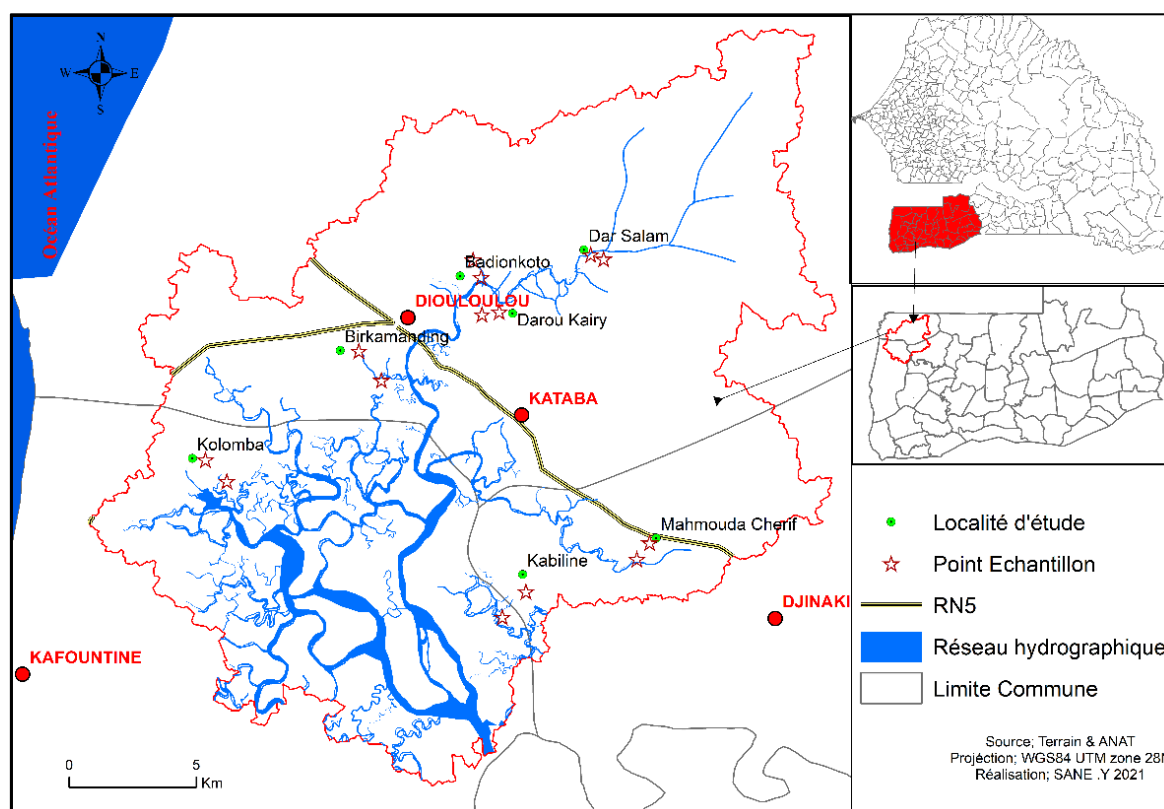 N
W E
S
Océan Atlantique
Dar Salam
Badionkoto
DIOULOULOU
Darou Kairy
Birkamanding
KATABA
Kolomba
Mahmouda Cherif
Kabiline
DJINAKI
KAFOUNTINE
0 5
Km
Localité d'étude
Point Echantillon
RN5
Réseau hydrographique
Limite Commune
Source; Terrain & ANAT
Projéction; WGS84 UTM zone 28N
Réalisation; SANE .Y 2021